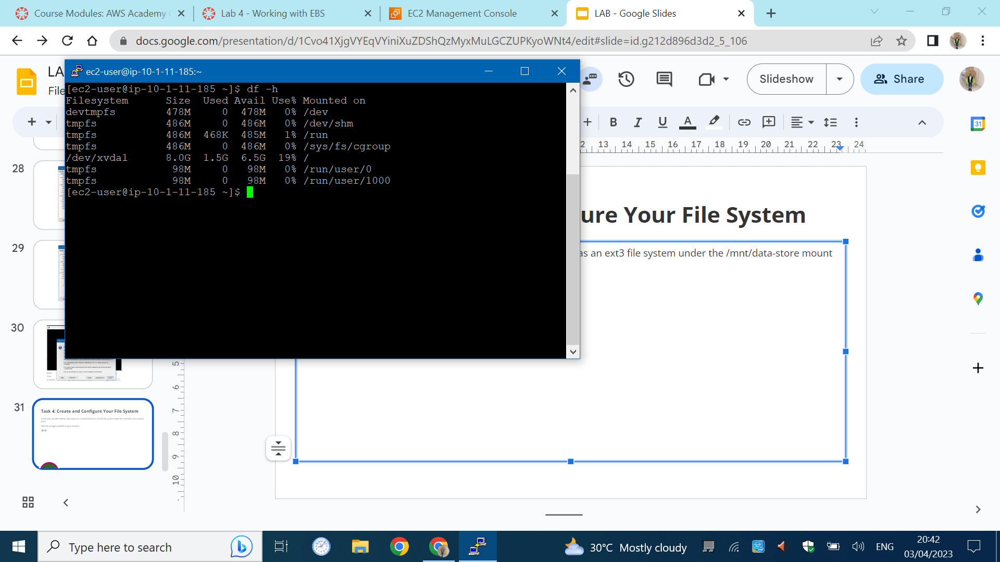 Course Modules: AWS Academy
Lab 4 - Working with EBS
EC2 Management Console
LAB - Google Slides
docs.google.com/presentation/d/1Cvo41XjgVYEqVYiniXuZDShQzMyxMuLGCZUPKyoWNt4/edit#slide=id.g212d896d3d2_5_106
LA
File
Slideshow
Share
ec2-user@ip-10-1-11-185:~
[ec2-user@ip-10-1-11-185 ~]$ df -h
Filesystem Size Used Avail Use% Mounted on
devtmpfs 478M 0 478M 0% /dev
tmpfs 486M 0 486M 0% /dev/shm
tmpfs 486M 468K 485M 1% /run
tmpfs 486M 0 486M 0% /sys/fs/cgroup
/dev/xvda1 8.0G 1.5G 6.5G 19% /
tmpfs 98M 0 98M 0% /run/user/0
tmpfs 98M 0 98M 0% /run/user/1000
[ec2-user@ip-10-1-11-185 ~]$
B I U A
31
2 13 14 15 16 17 18 19 20 21 22 23 24
ure Your File System
as an ext3 file system under the /mnt/data-store mount
28
29
30
31
Task 4: Create and Configure Your File System
df -h
5
6
7
8
9
10
Type here to search
30°C Mostly cloudy
ENG
20:42
03/04/2023